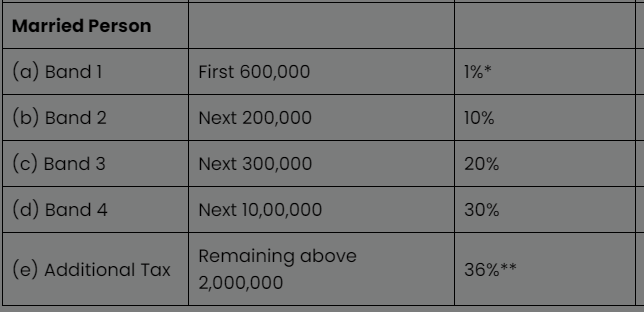 Married Person
(a) Band 1 First 600,000 1%*
(b) Band 2 Next 200,000 10%
(c) Band 3 Next 300,000 20%
(d) Band 4 Next 10,00,000 30%
Remaining above
(e) Additional Tax 36%**
2,000,000